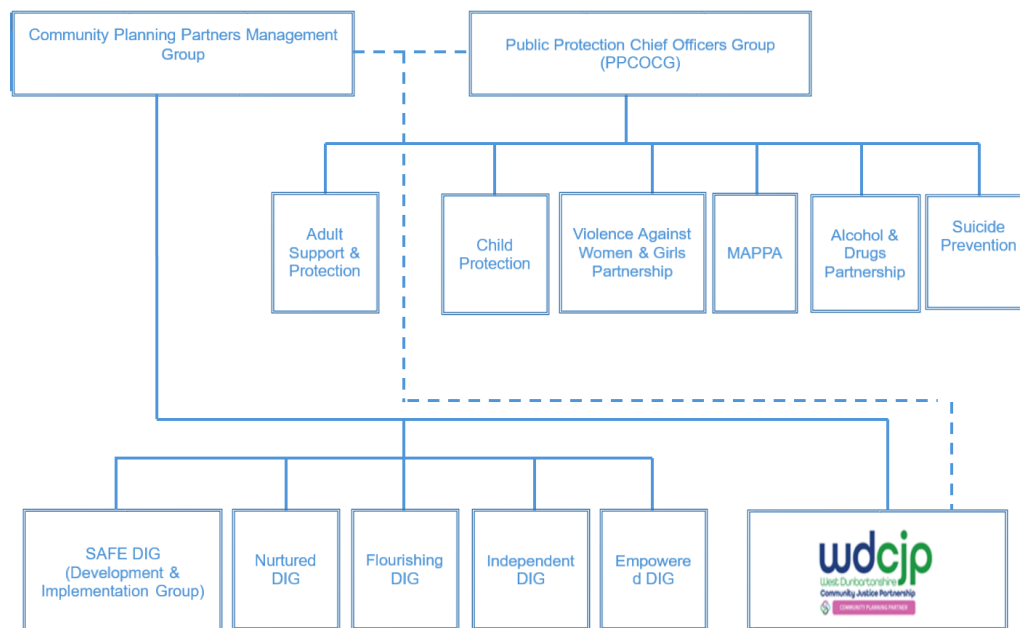 Community Planning Partners Management
Group
Public Protection Chief Officers Group
(PPCOCG)
Adult
Support &
Protection
Child
Protection
Violence Against
Women & Girls
Partnership
MAPPA
Alcohol &
Drugs
Partnership
Suicide
Prevention
SAFE DIG
(Development &
Implementation Group)
Nurtured
DIG
Flourishing
DIG
Independent
DIG
Empowere
d DIG
wdcjp
West Dunbartonshire
Community Justice Partnership
COMMUNITY PLANNING PARTNER